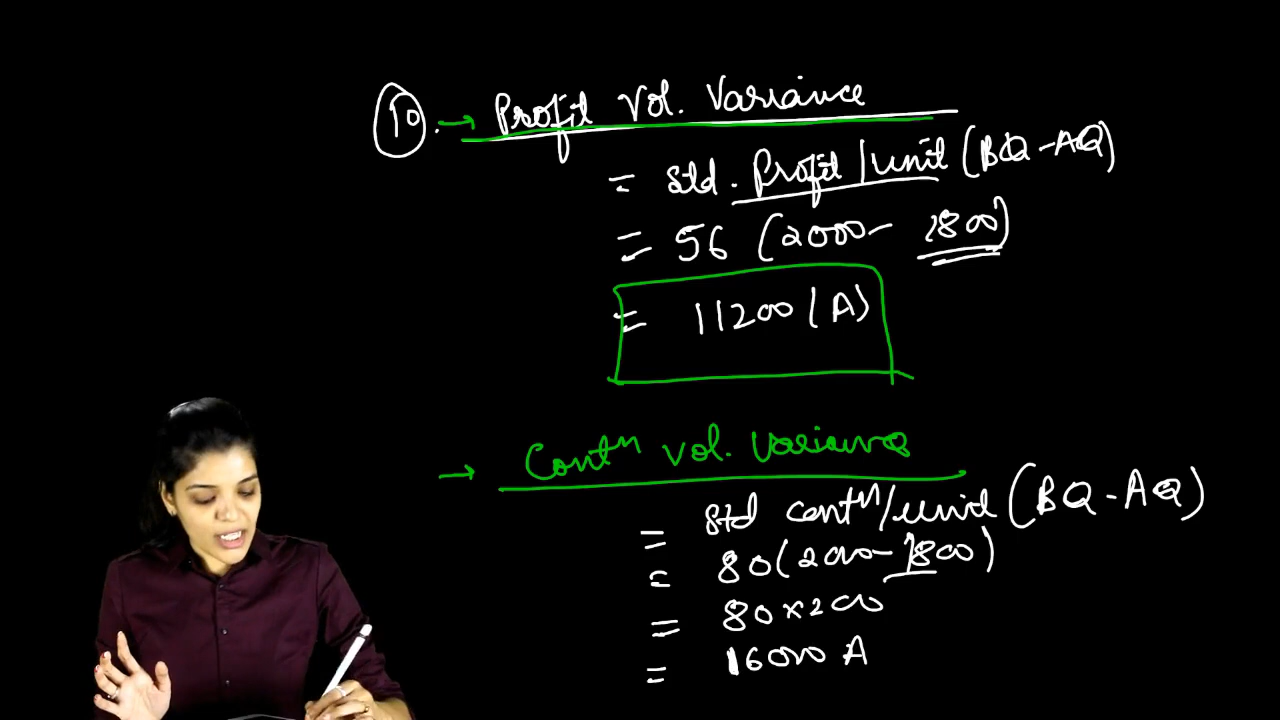 10. → Profit Vol. Variance
= Std. Profit/unit (BQ-AQ)
= 56 (2000 - 1800)
= 11200 (A)
→ Contⁿ Vol. Variance
= Std contⁿ/unit (BQ-AQ)
= 80 (2000 - 1800)
= 80 × 200
= 16000 A